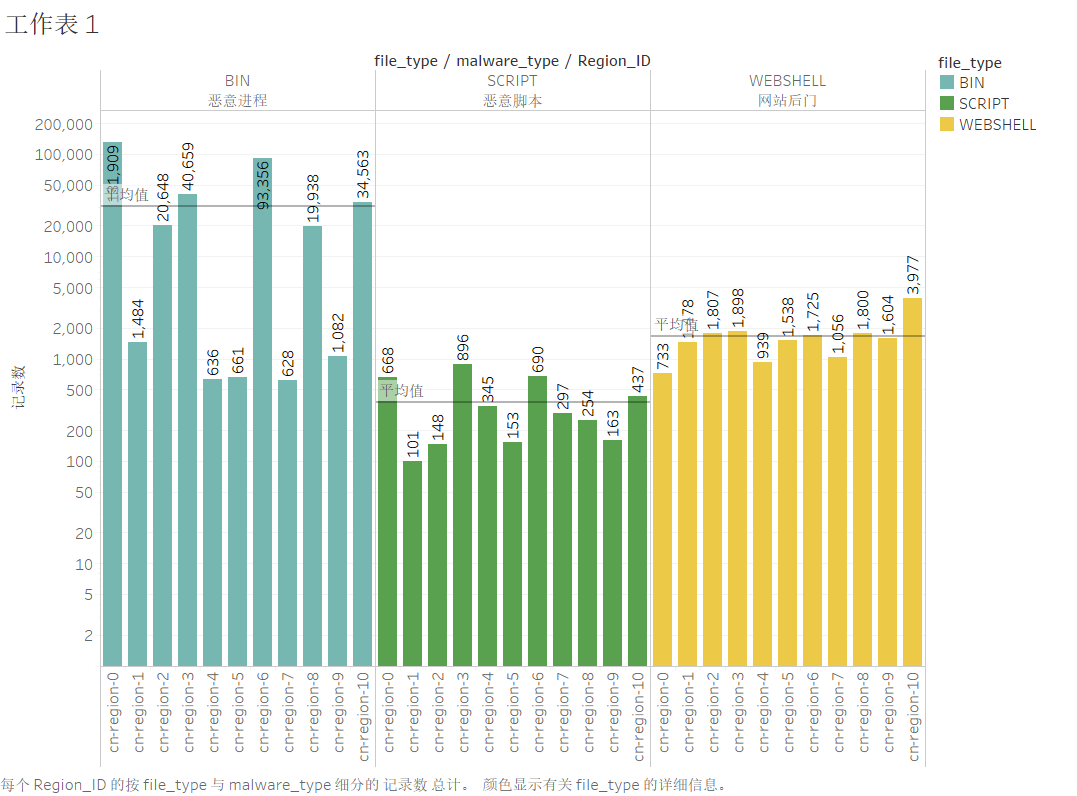 工作表 1
file_type / malware_type / Region_ID
BIN
SCRIPT
WEBSHELL
恶意进程
恶意脚本
网站后门
file_type
BIN
SCRIPT
WEBSHELL
记录数
200,000
100,000
50,000
20,000
10,000
5,000
2,000
1,000
500
200
100
50
20
10
5
2
平均值
1,484
20,648
40,659
636
661
93,356
628
19,938
1,082
34,563
平均值
668
101
148
896
345
153
690
297
254
163
437
平均值
733
1,807
1,898
939
1,538
1,725
1,056
1,800
1,604
3,977
cn-region-0
cn-region-1
cn-region-2
cn-region-3
cn-region-4
cn-region-5
cn-region-6
cn-region-7
cn-region-8
cn-region-9
cn-region-10
cn-region-0
cn-region-1
cn-region-2
cn-region-3
cn-region-4
cn-region-5
cn-region-6
cn-region-7
cn-region-8
cn-region-9
cn-region-10
cn-region-0
cn-region-1
cn-region-2
cn-region-3
cn-region-4
cn-region-5
cn-region-6
cn-region-7
cn-region-8
cn-region-9
cn-region-10
每个 Region_ID 的按 file_type 与 malware_type 细分的 记录数 总计。 颜色显示有关 file_type 的详细信息。